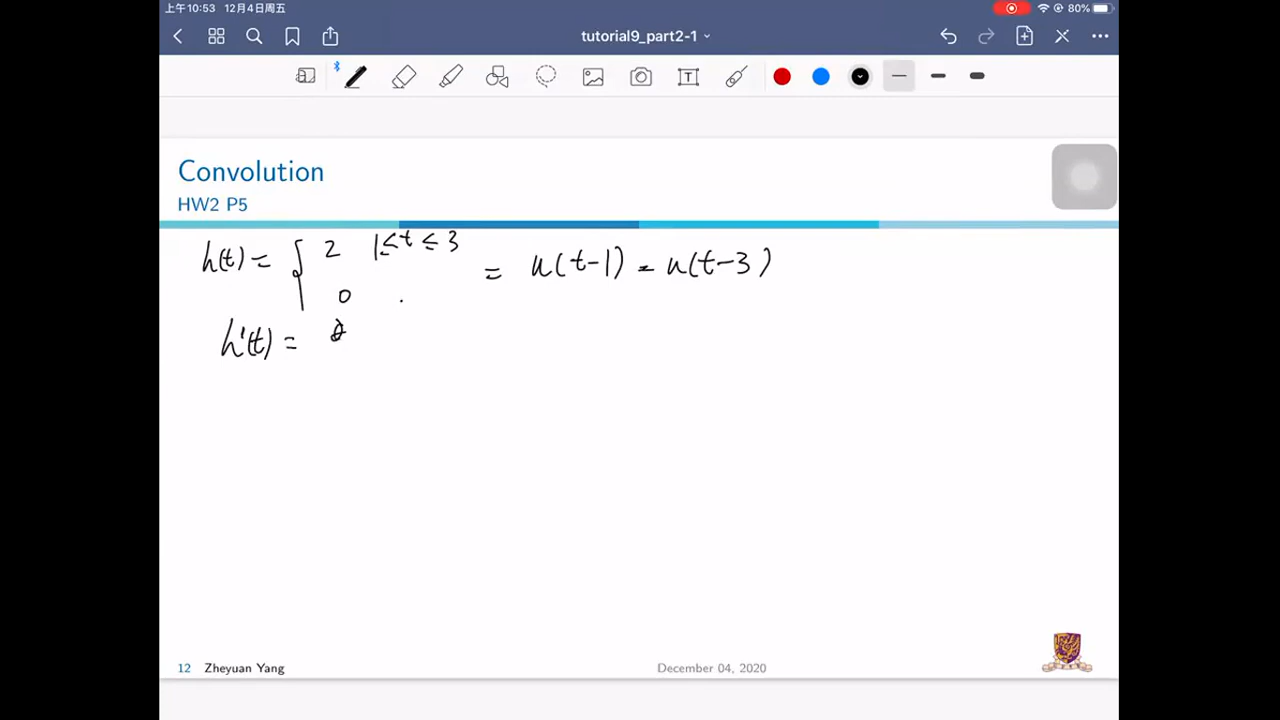 上午10:53 12月4日周五
80%
tutorial9_part2-1
T
Convolution
HW2 P5
h(t) = { 2 1≤t≤3
0 .
= u(t-1) - u(t-3)
h'(t) =
12 Zheyuan Yang December 04, 2020